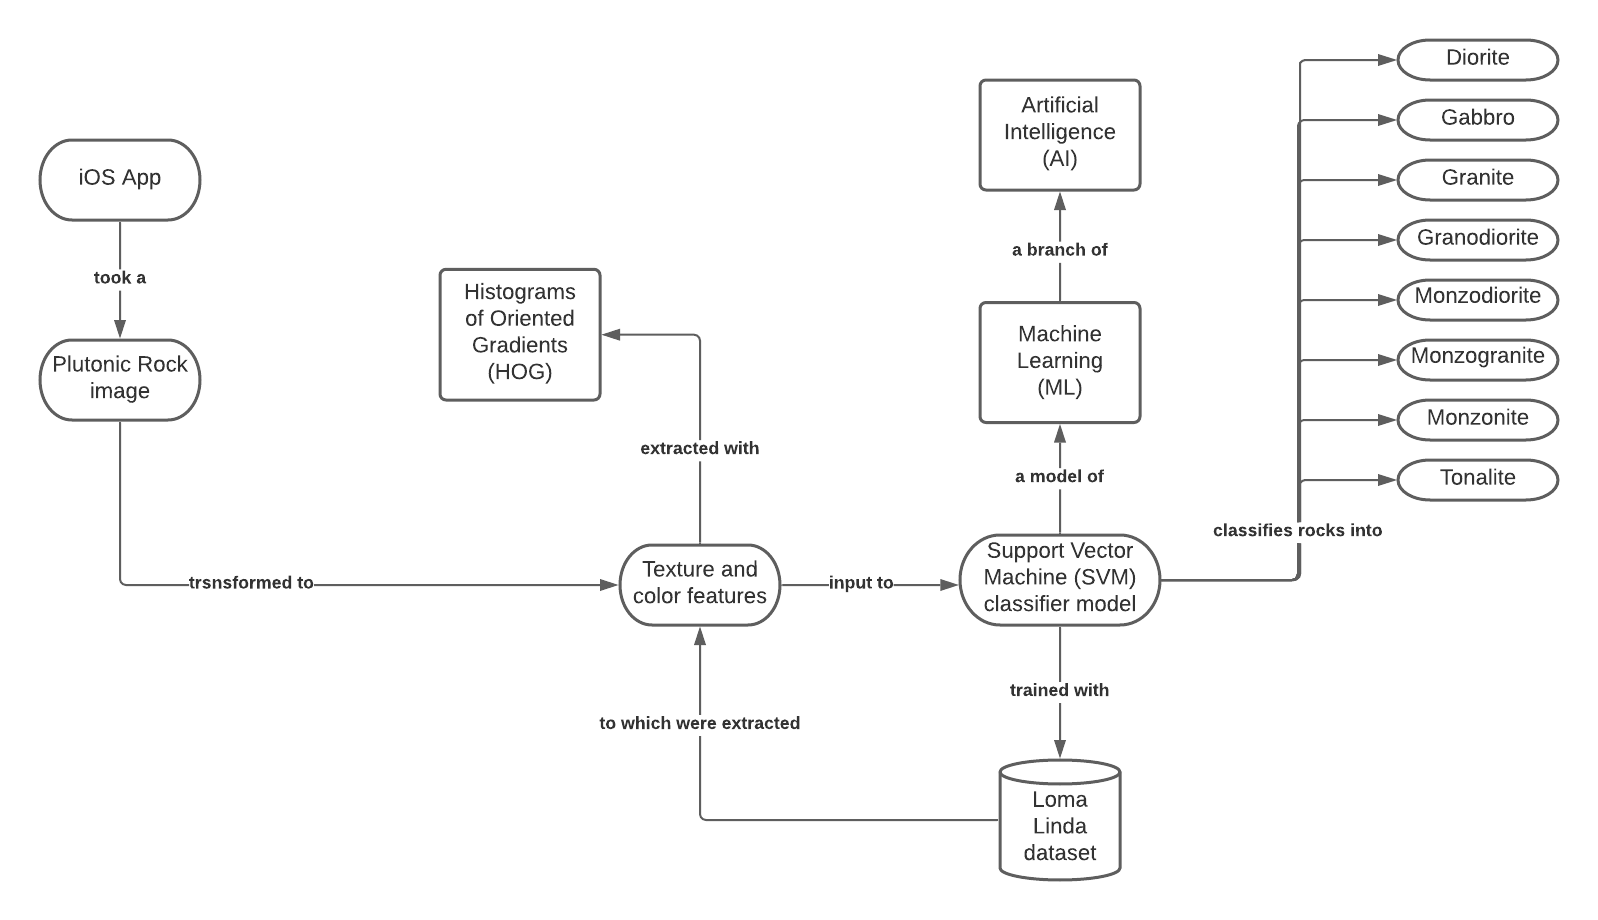 iOS App
took a
Plutonic Rock
image
trsnsformed to
Histograms
of Oriented
Gradients
(HOG)
extracted with
Texture and
color features
to which were extracted
input to
Artificial
Intelligence
(AI)
a branch of
Machine
Learning
(ML)
a model of
Support Vector
Machine (SVM)
classifier model
trained with
Loma
Linda
dataset
classifies rocks into
Diorite
Gabbro
Granite
Granodiorite
Monzodiorite
Monzogranite
Monzonite
Tonalite